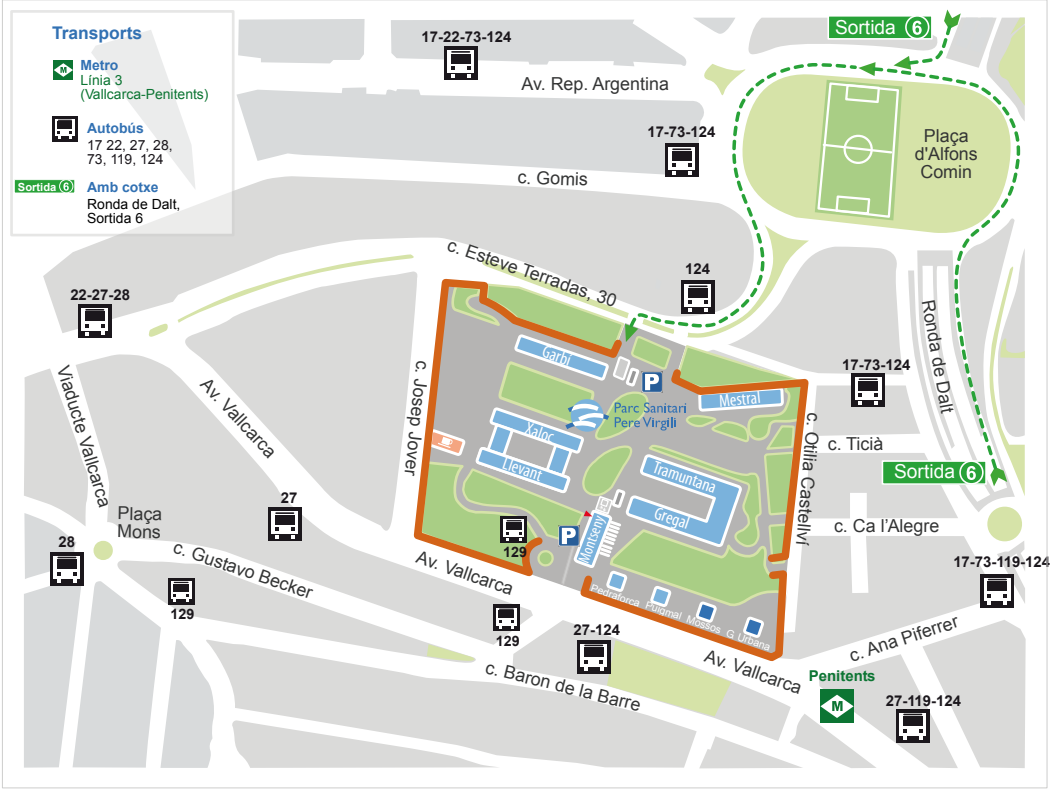 Transports
M
Metro
Línia 3
(Vallcarca-Penitents)
Autobús
17 22, 27, 28,
73, 119, 124
Sortida 6
Amb cotxe
Ronda de Dalt,
Sortida 6
17-22-73-124
Av. Rep. Argentina
Sortida 6
17-73-124
c. Gomis
Plaça
d'Alfons
Comin
c. Esteve Terradas, 30
124
22-27-28
Viaducte Vallcarca
Av. Vallcarca
c. Josep Jover
Garbí
P
Mestral
Parc Sanitari
Pere Virgili
Xaloc
Llevant
Tramuntana
Gregal
Montseny
P
129
Pedraforca
Puigmal
Mossos
G. Urbana
17-73-124
Ronda de Dalt
c. Otilia Castellví
c. Ticià
Sortida 6
c. Ca l'Alegre
17-73-119-124
27
Plaça
Mons
28
c. Gustavo Becker
129
Av. Vallcarca
129
27-124
c. Baron de la Barre
Av. Vallcarca
c. Ana Piferrer
Penitents
M
27-119-124